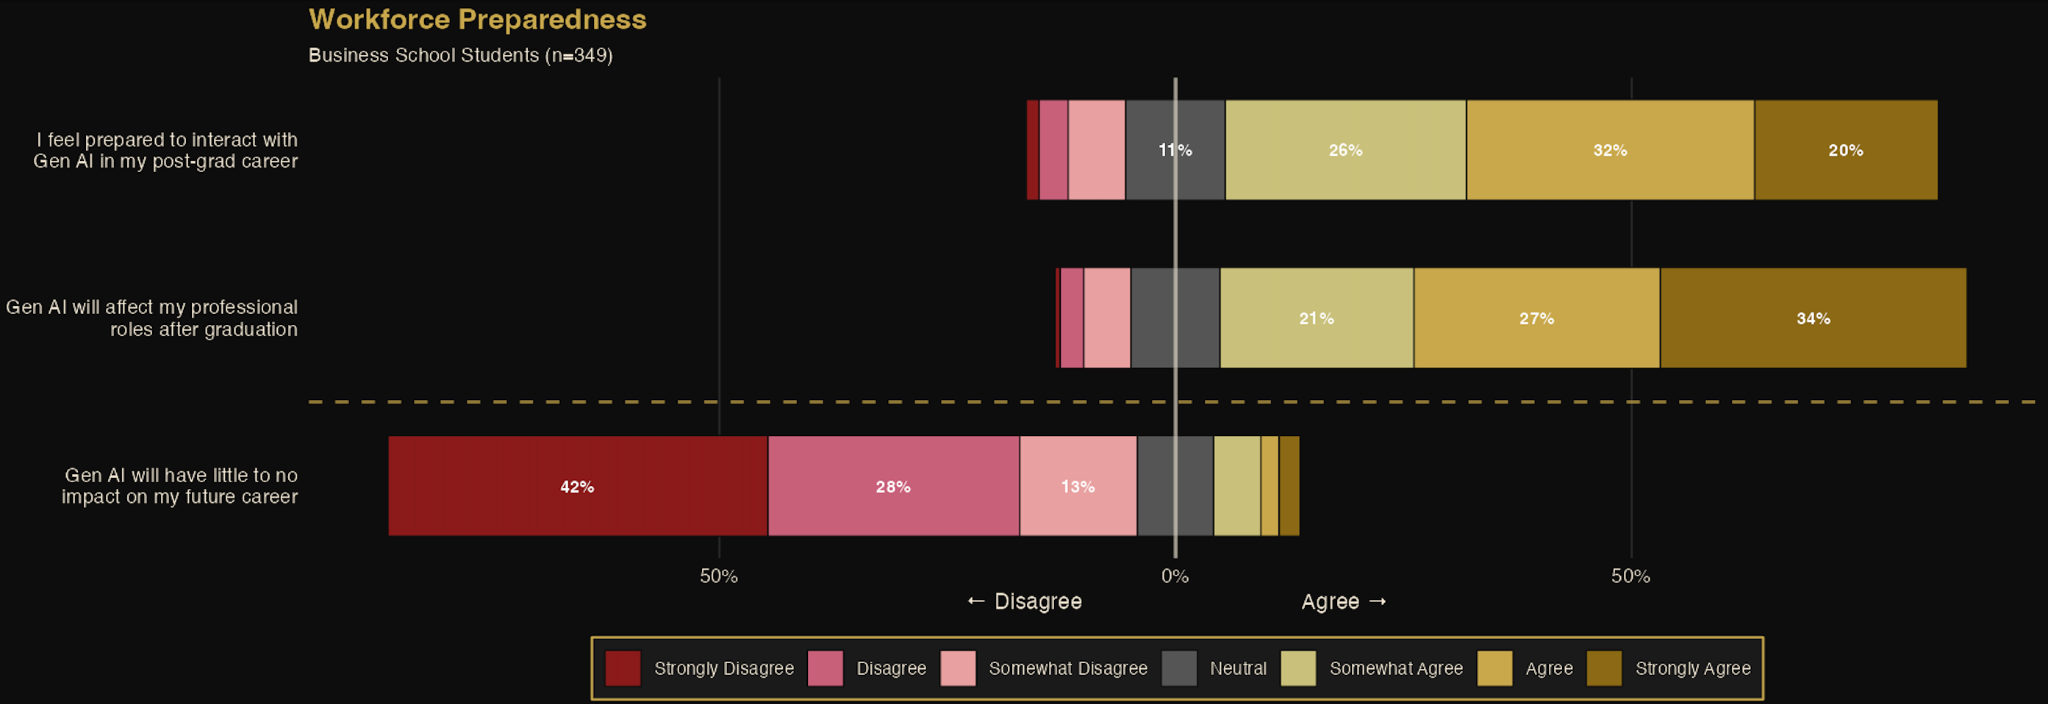 Workforce Preparedness
Business School Students (n=349)
I feel prepared to interact with
Gen AI in my post-grad career
11% 26% 32% 20%
Gen AI will affect my professional
roles after graduation
21% 27% 34%
Gen AI will have little to no
impact on my future career
42% 28% 13%
50% 0% 50%
← Disagree Agree →
Strongly Disagree Disagree Somewhat Disagree Neutral Somewhat Agree Agree Strongly Agree